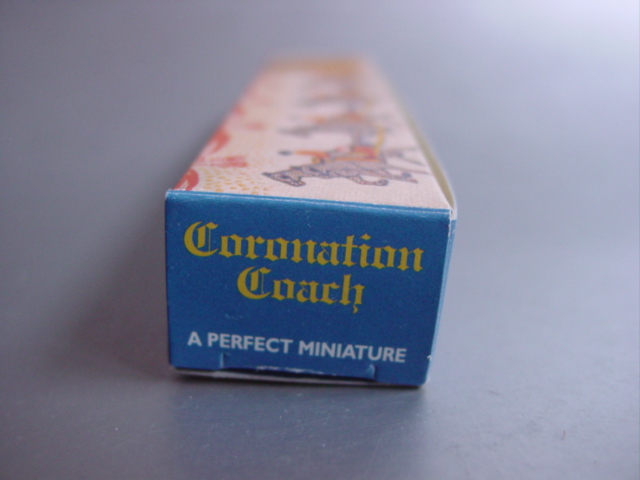 Coronation
Coach
A PERFECT MINIATURE